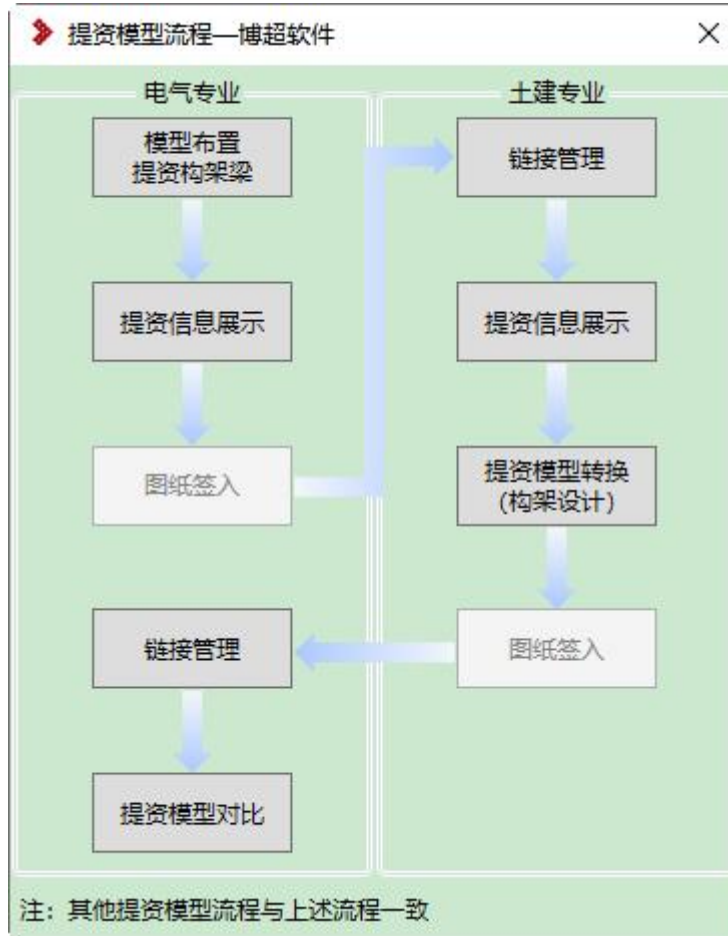 提资模型流程—博超软件
电气专业
模型布置
提资构架梁
提资信息展示
图纸签入
链接管理
提资模型对比
土建专业
链接管理
提资信息展示
提资模型转换
(构架设计)
图纸签入
注：其他提资模型流程与上述流程一致